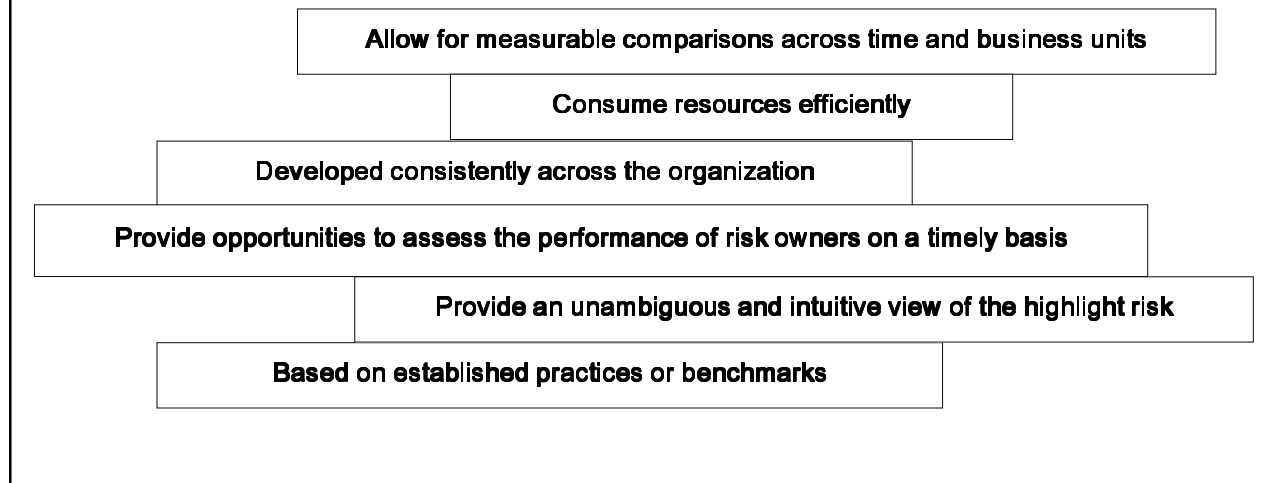 Allow for measurable comparisons across time and business units
Consume resources efficiently
Developed consistently across the organization
Provide opportunities to assess the performance of risk owners on a timely basis
Provide an unambiguous and intuitive view of the highlight risk
Based on established practices or benchmarks